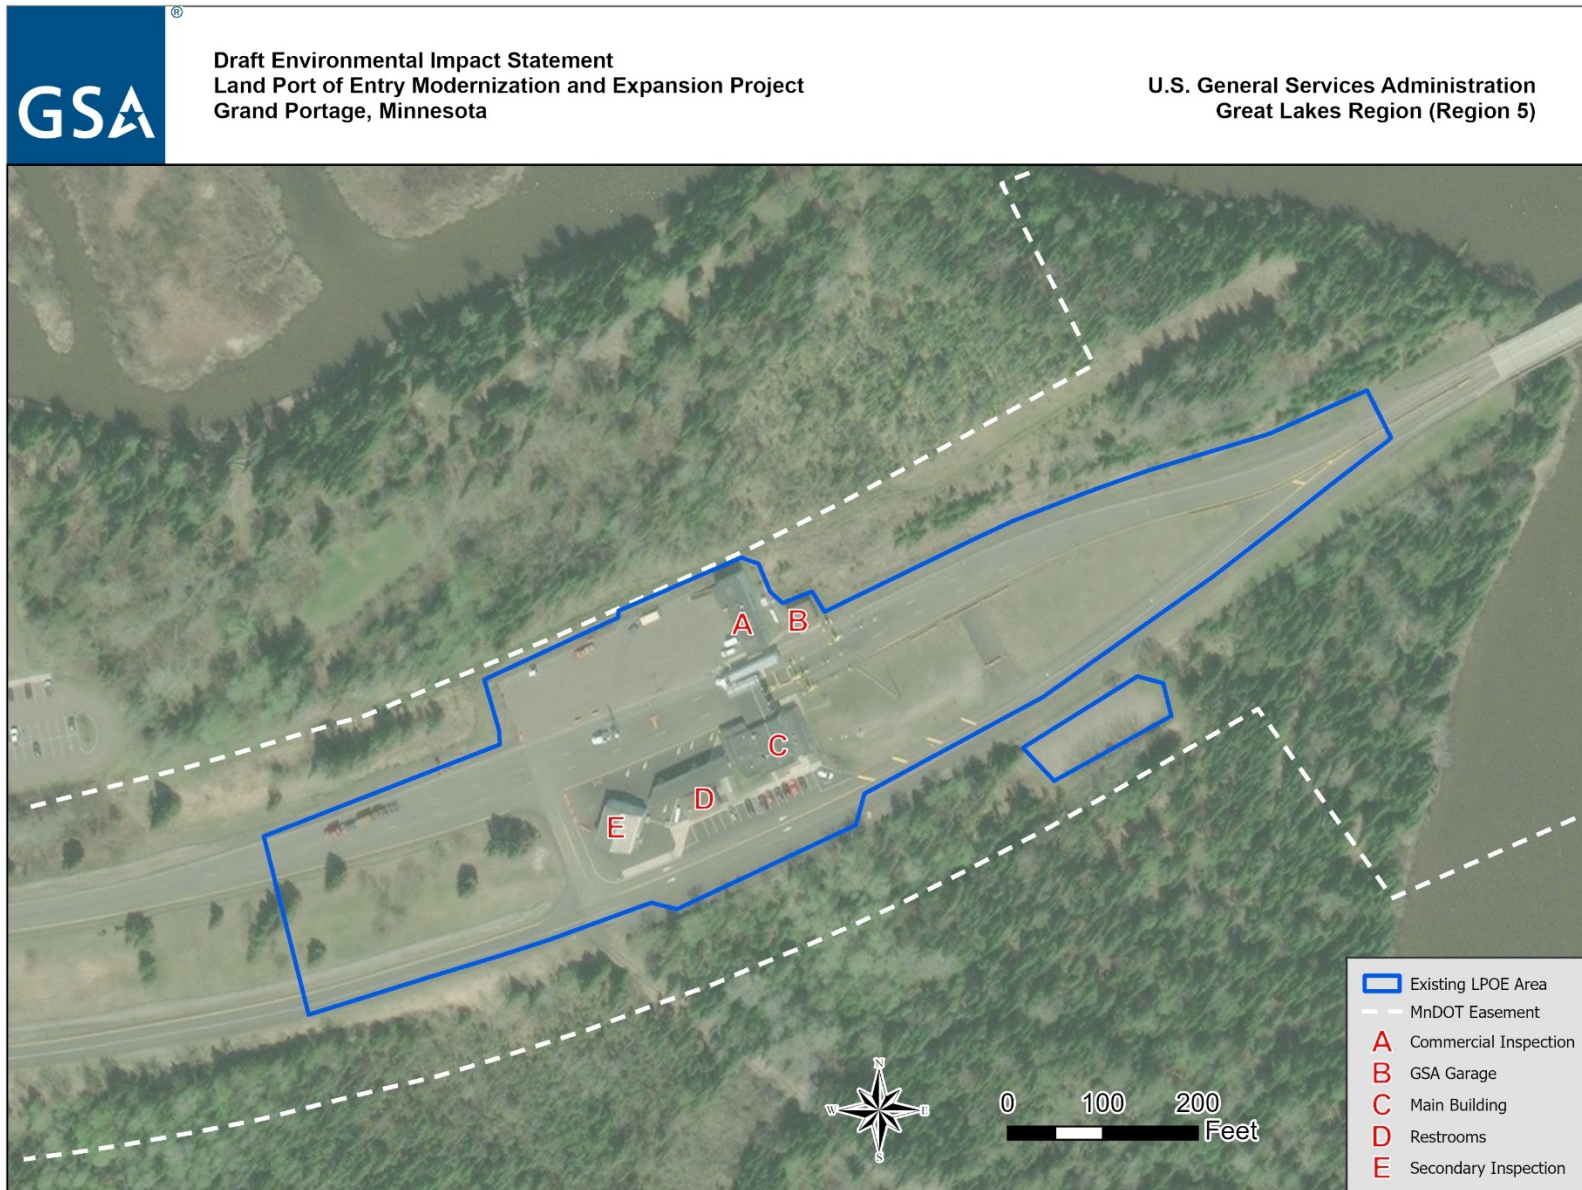 ®
GSA
Draft Environmental Impact Statement
Land Port of Entry Modernization and Expansion Project
Grand Portage, Minnesota
U.S. General Services Administration
Great Lakes Region (Region 5)
A
B
C
D
E
N
W E
S
0 100 200
Feet
Existing LPOE Area
MnDOT Easement
A Commercial Inspection
B GSA Garage
C Main Building
D Restrooms
E Secondary Inspection